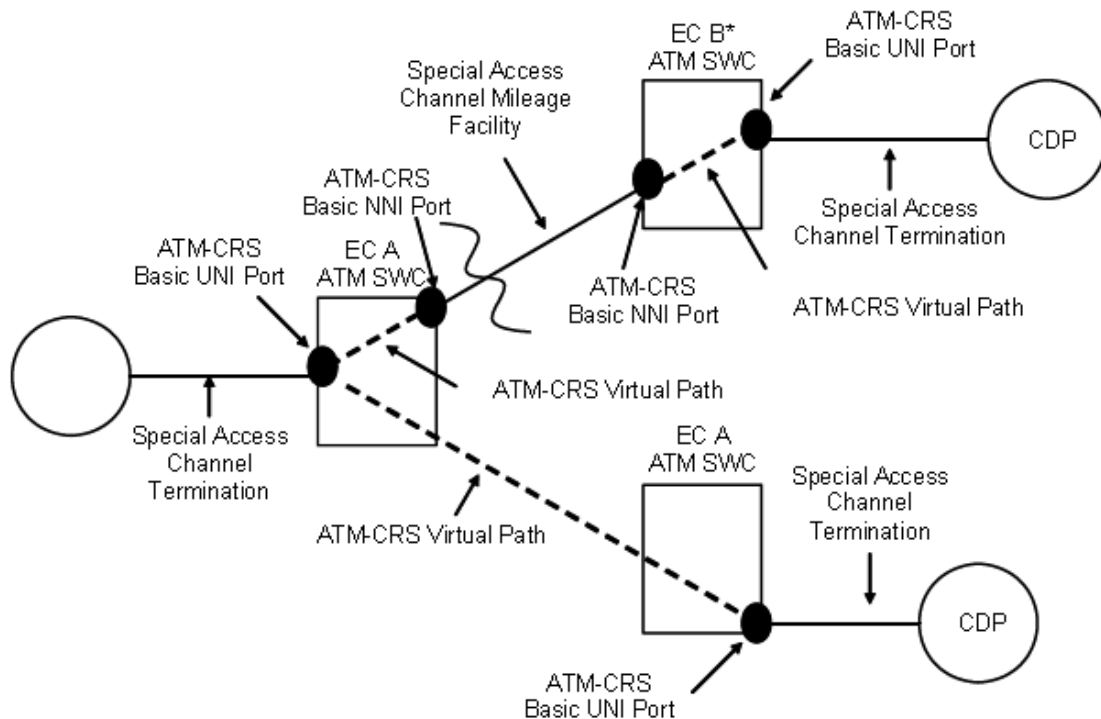 EC B*
ATM SWC
ATM-CRS
Basic UNI Port
Special Access
Channel Mileage
Facility
CDP
ATM-CRS
Basic NNI Port
Special Access
Channel Termination
ATM-CRS
Basic UNI Port
EC A
ATM SWC
ATM-CRS
Basic NNI Port
ATM-CRS Virtual Path
ATM-CRS Virtual Path
Special Access
Channel
Termination
EC A
ATM SWC
Special Access
Channel
Termination
ATM-CRS Virtual Path
CDP
ATM-CRS
Basic UNI Port